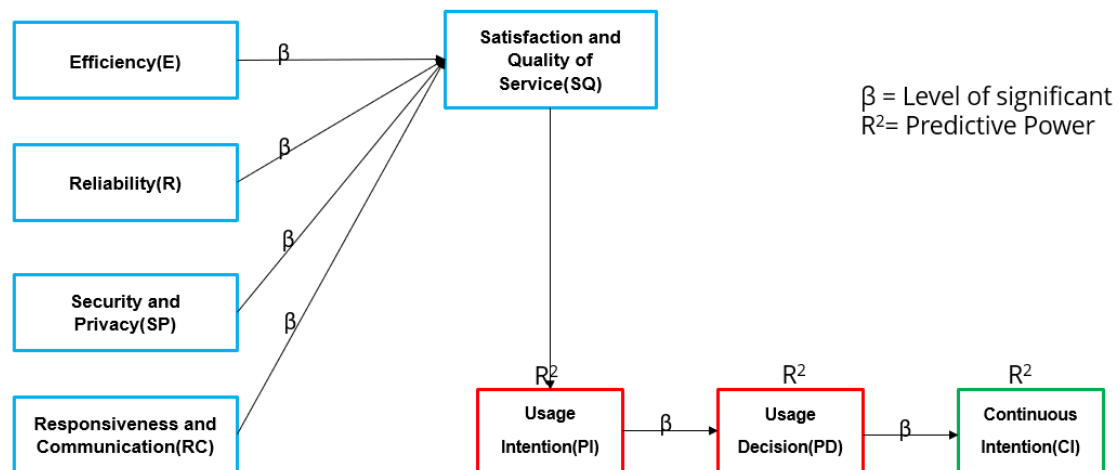 Efficiency(E)
β
Satisfaction and
Quality of
Service(SQ)
β = Level of significant
R²= Predictive Power
Reliability(R)
β
Security and
Privacy(SP)
β
Responsiveness and
Communication(RC)
β
R²
Usage
Intention(PI)
β
R²
Usage
Decision(PD)
β
R²
Continuous
Intention(CI)